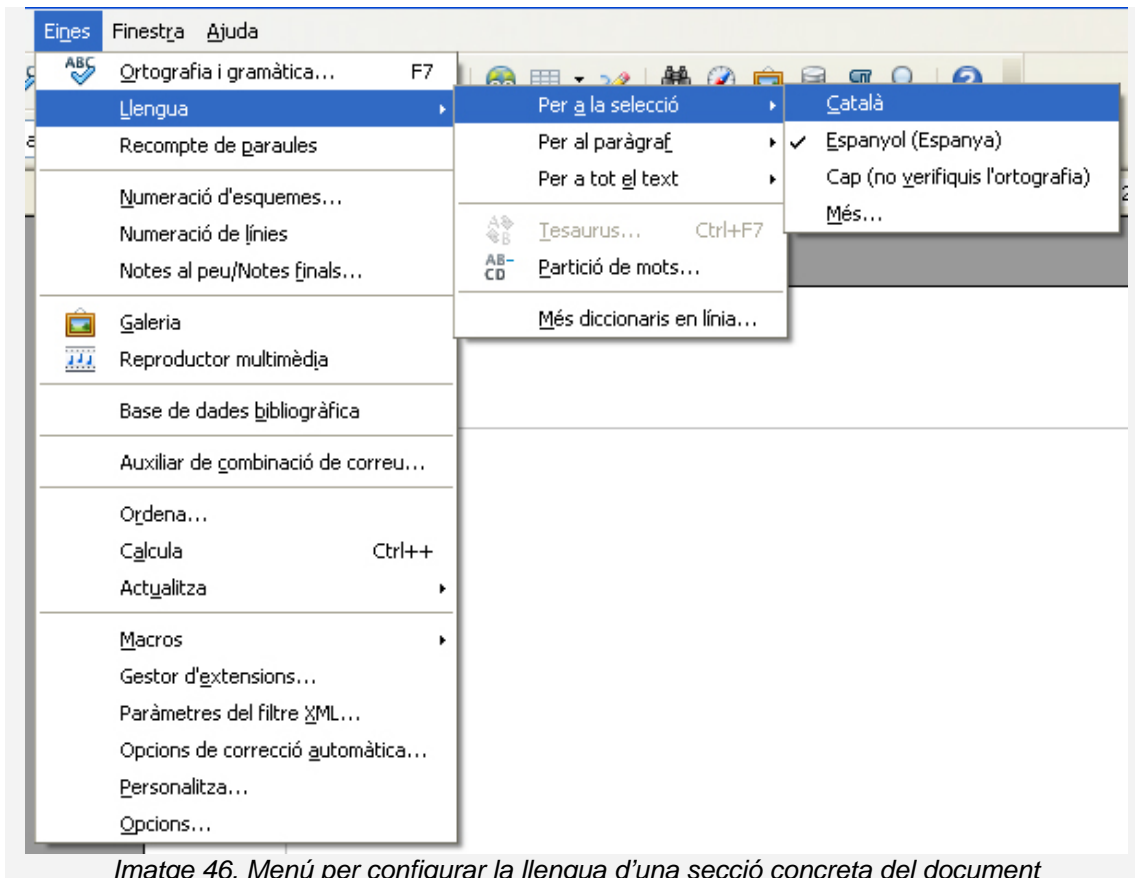 Eines Finestra Ajuda
Ortografia i gramàtica... F7
Llengua
Recompte de paraules
Numeració d'esquemes...
Numeració de línies
Notes al peu/Notes finals...
Galeria
Reproductor multimèdia
Base de dades bibliogràfica
Auxiliar de combinació de correu...
Ordena...
Calcula Ctrl++
Actualitza
Macros
Gestor d'extensions...
Paràmetres del filtre XML...
Opcions de correcció automàtica...
Personalitza...
Opcions...
Per a la selecció
Per al paràgraf
Per a tot el text
Tesaurus... Ctrl+F7
Partició de mots...
Més diccionaris en línia...
Català
Espanyol (Espanya)
Cap (no verifiquis l'ortografia)
Més...
Imatge 46. Menú per configurar la llengua d’una secció concreta del document